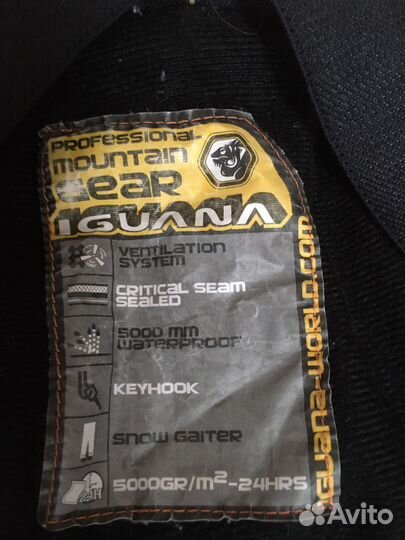 PROFESSIONAL
MOUNTAIN
GEAR
IGUANA
VENTILATION
SYSTEM
CRITICAL SEAM
SEALED
5000 MM
WATERPROOF
KEYHOOK
SNOW GAITER
24H
5000GR/M²-24HRS
IGUANA-WORLD.COM
Avito